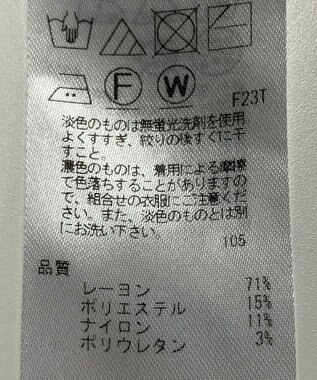 F
W
F23T
淡色のものは無蛍光洗剤を使用
よくすすぎ、絞りの後すぐに干
すこと。
濃色のものは、着用による摩擦
で色落ちすることがありますの
で、組合せの衣服にご注意くだ
さい。また、淡色のものとは別
にお洗い下さい。
105
品質
レーヨン 71%
ポリエステル 15%
ナイロン 11%
ポリウレタン 3%